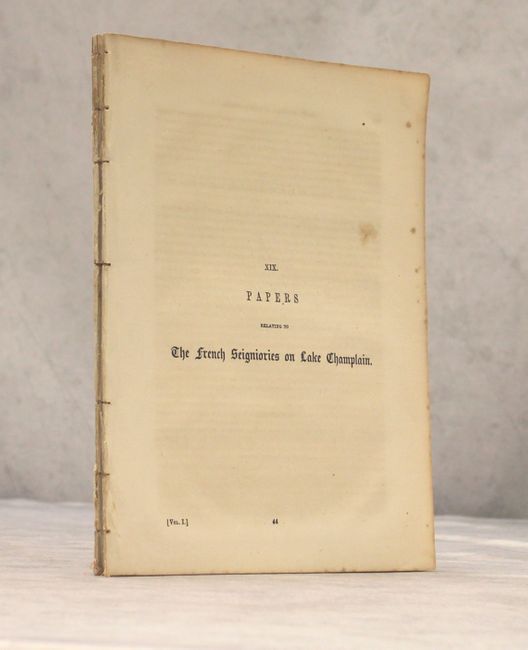 XIX.
PAPERS
RELATING TO
The French Seigniories on Lake Champlain.
[Vol. I.] 44